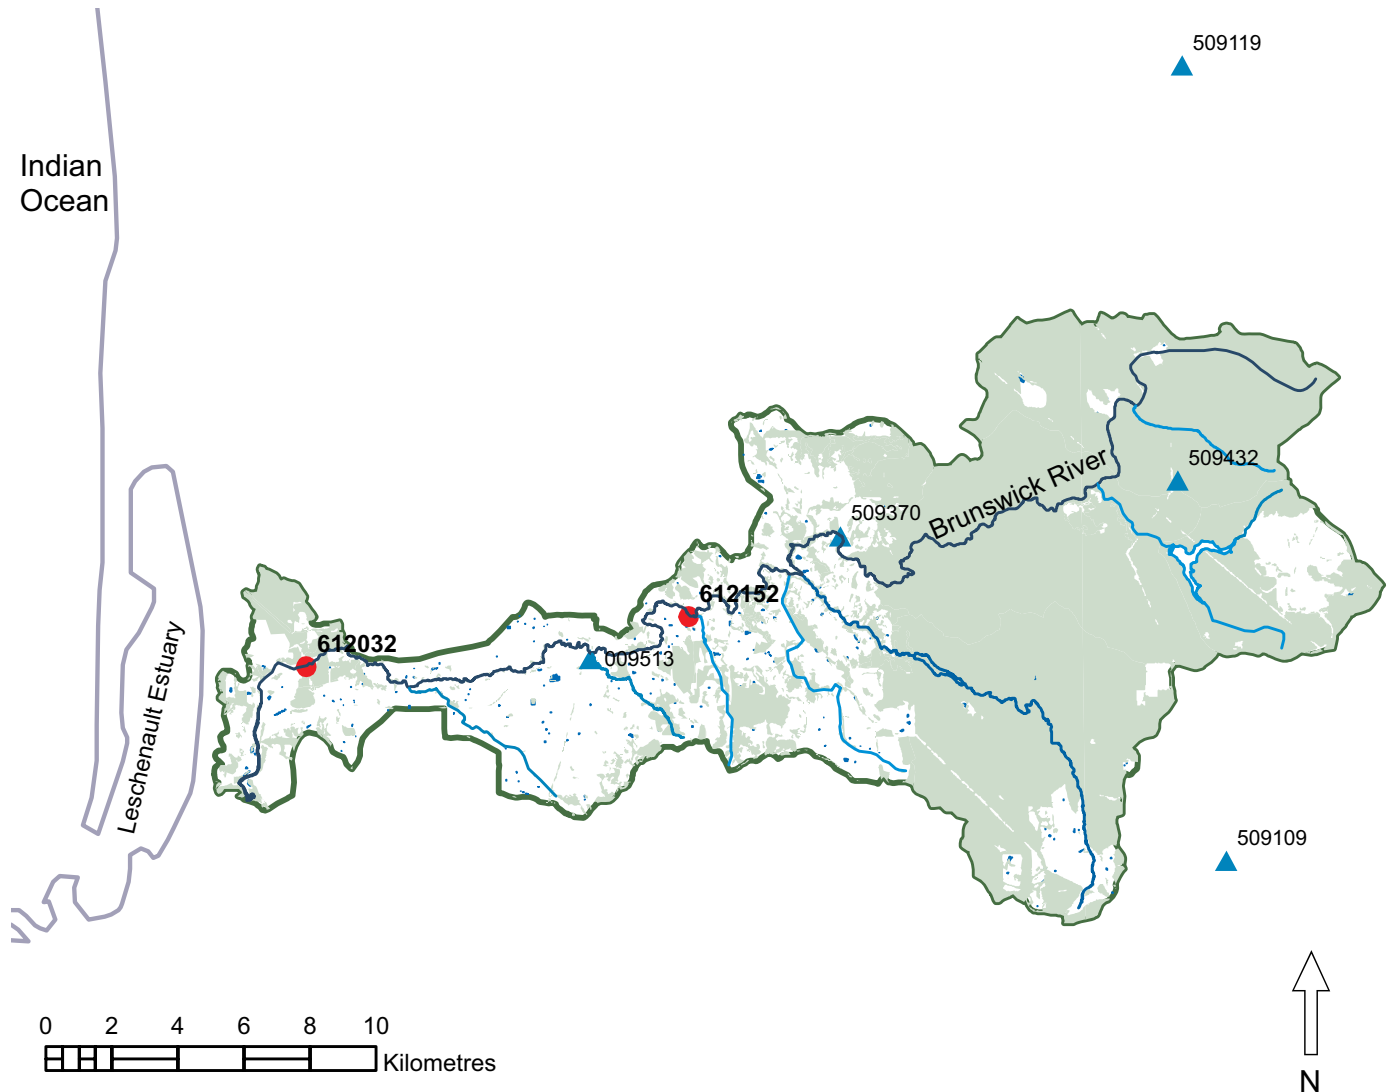 509119
Indian
Ocean
509432
Brunswick River
509370
612152
612032
009513
Leschenault Estuary
509109
0 2 4 6 8 10
Kilometres
N